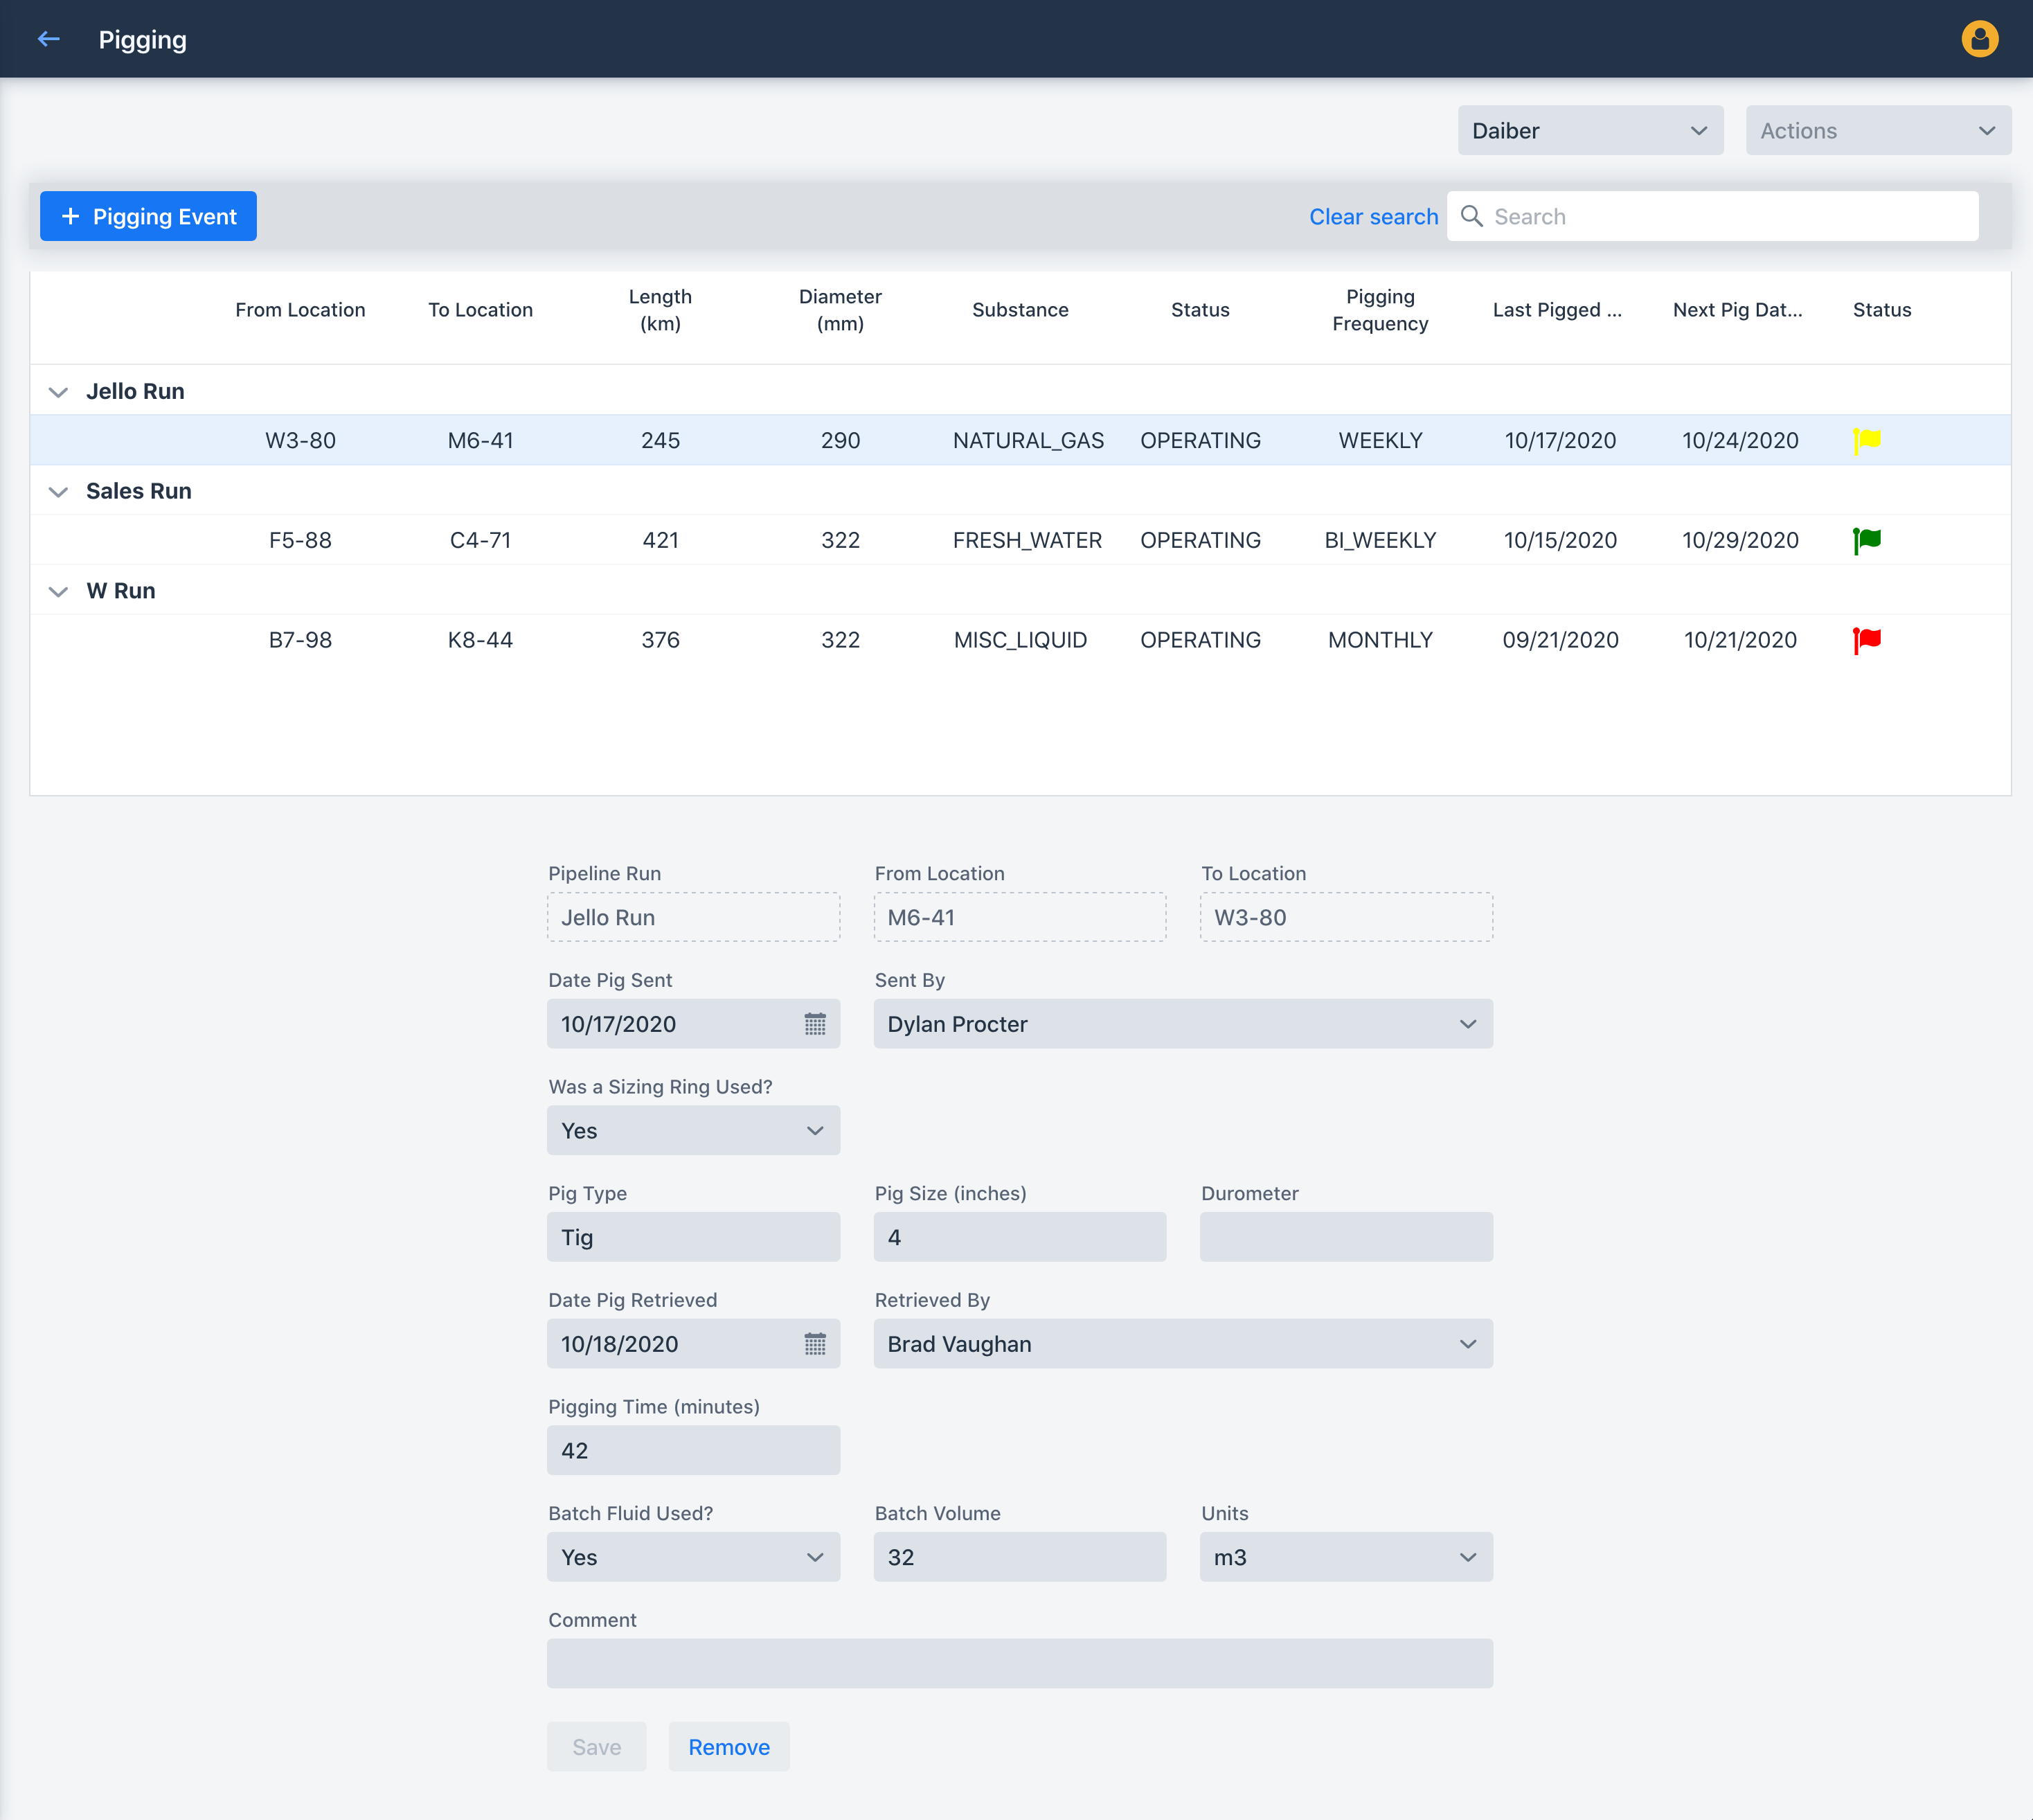 Pigging
Daiber
Actions
+ Pigging Event
Clear search
Search
From Location To Location Length (km) Diameter (mm) Substance Status Pigging Frequency Last Pigged ... Next Pig Dat... Status
Jello Run
W3-80 M6-41 245 290 NATURAL_GAS OPERATING WEEKLY 10/17/2020 10/24/2020
Sales Run
F5-88 C4-71 421 322 FRESH_WATER OPERATING BI_WEEKLY 10/15/2020 10/29/2020
W Run
B7-98 K8-44 376 322 MISC_LIQUID OPERATING MONTHLY 09/21/2020 10/21/2020
Pipeline Run From Location To Location
Jello Run M6-41 W3-80
Date Pig Sent Sent By
10/17/2020 Dylan Procter
Was a Sizing Ring Used?
Yes
Pig Type Pig Size (inches) Durometer
Tig 4
Date Pig Retrieved Retrieved By
10/18/2020 Brad Vaughan
Pigging Time (minutes)
42
Batch Fluid Used? Batch Volume Units
Yes 32 m3
Comment
Save Remove